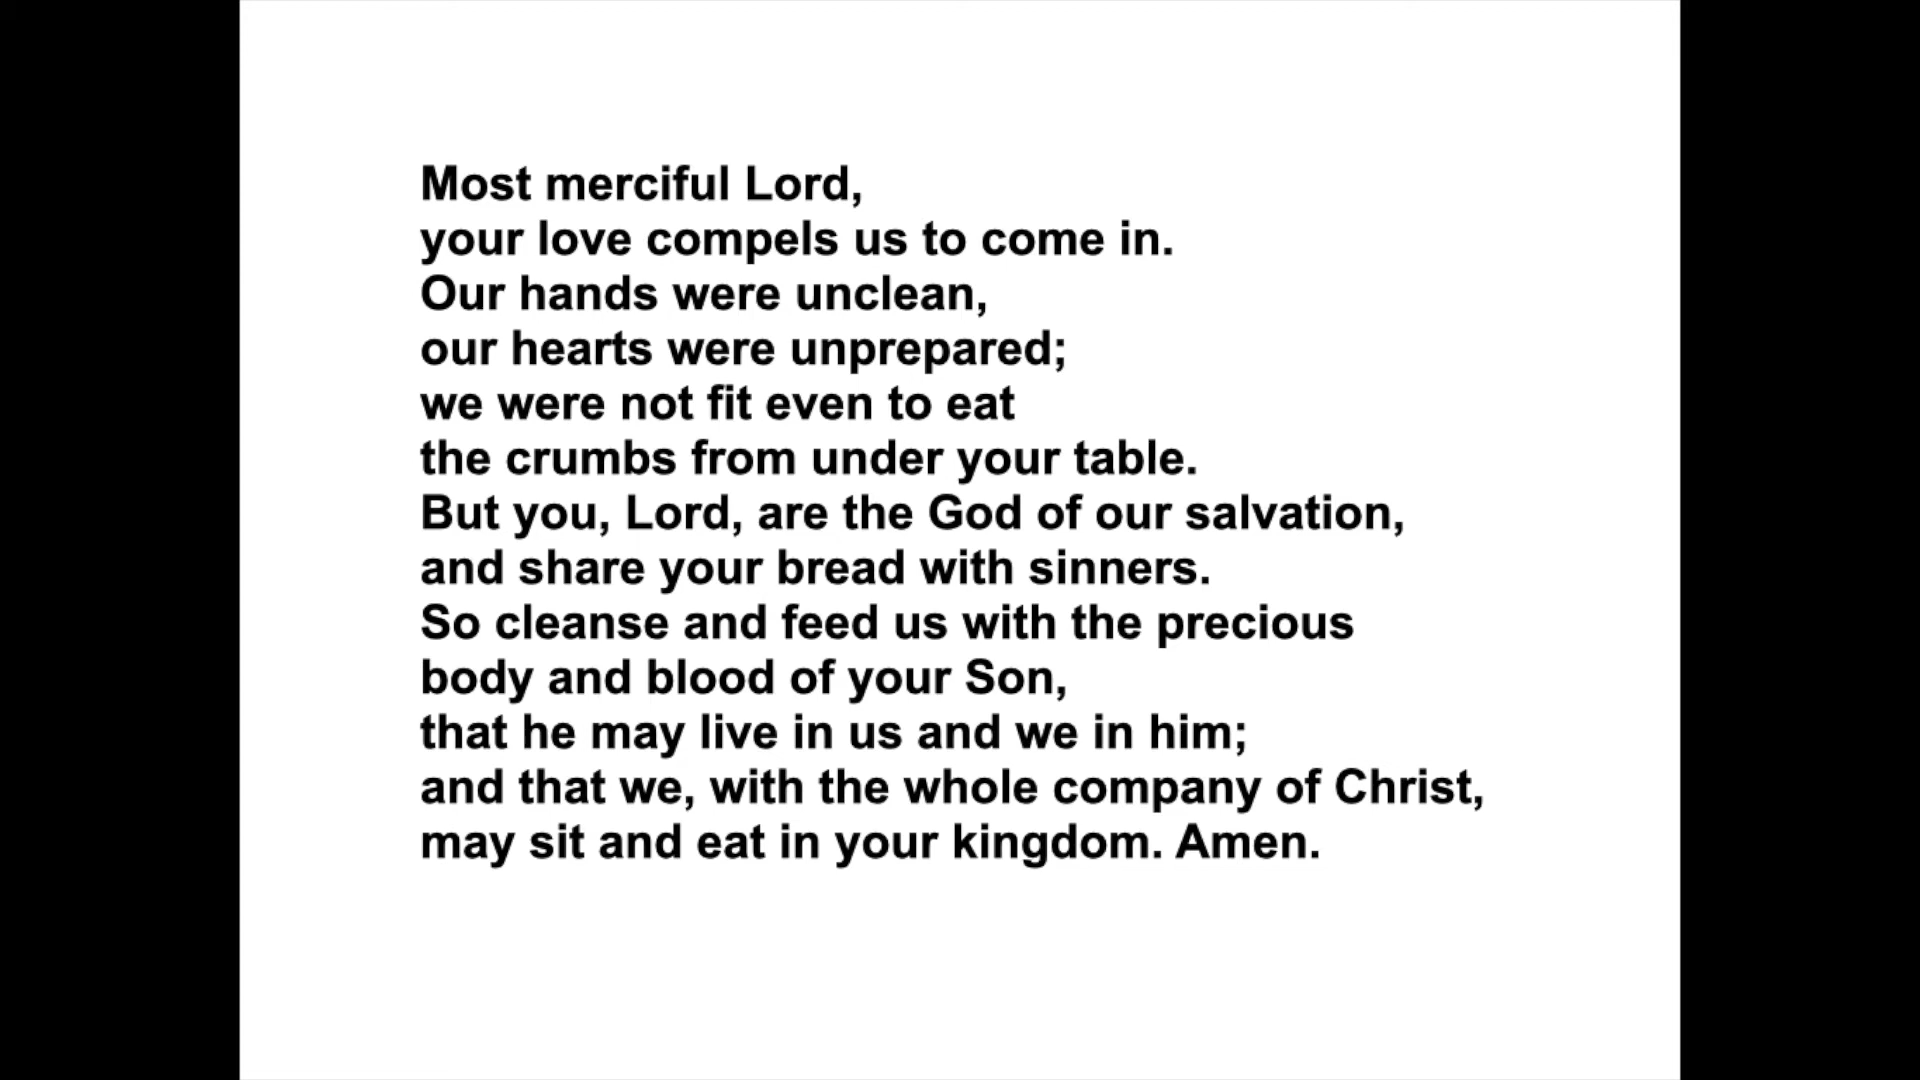 Most merciful Lord,
your love compels us to come in.
Our hands were unclean,
our hearts were unprepared;
we were not fit even to eat
the crumbs from under your table.
But you, Lord, are the God of our salvation,
and share your bread with sinners.
So cleanse and feed us with the precious
body and blood of your Son,
that he may live in us and we in him;
and that we, with the whole company of Christ,
may sit and eat in your kingdom. Amen.